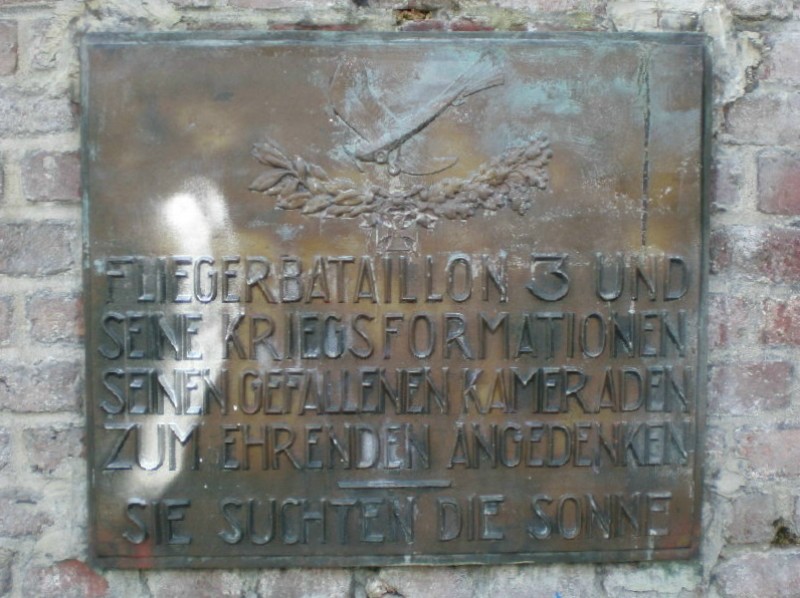 FLIEGERBATAILLON 3 UND
SEINE KRIEGSFORMATIONEN
SEINEN GEFALLENEN KAMERADEN
ZUM EHRENDEN ANGEDENKEN
SIE SUCHTEN DIE SONNE